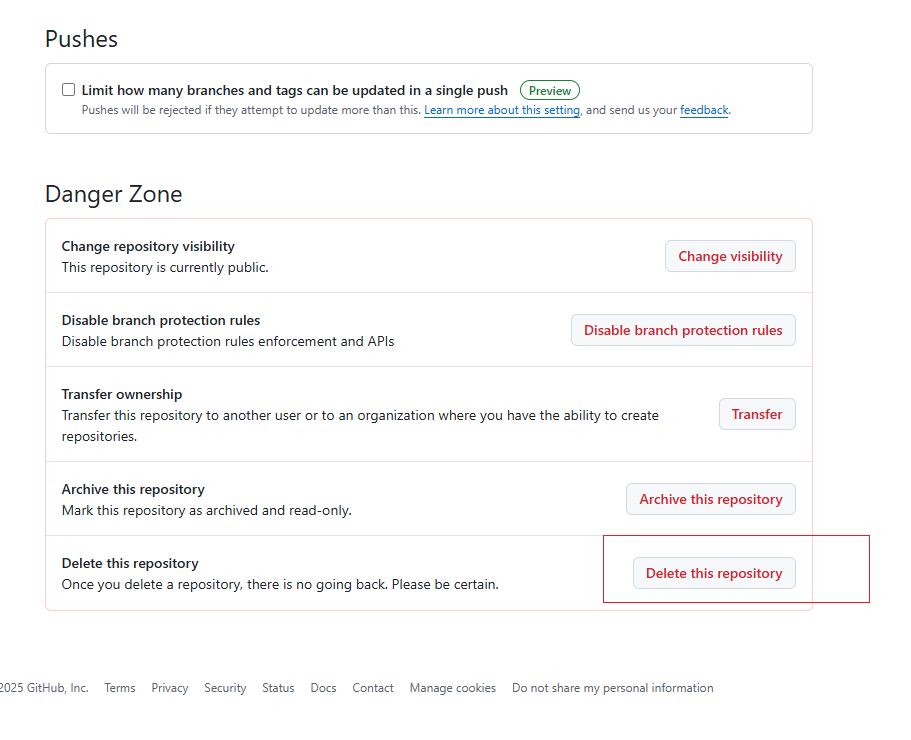 Pushes
Limit how many branches and tags can be updated in a single push Preview
Pushes will be rejected if they attempt to update more than this. Learn more about this setting, and send us your feedback.
Danger Zone
Change repository visibility
This repository is currently public.
Change visibility
Disable branch protection rules
Disable branch protection rules enforcement and APIs
Disable branch protection rules
Transfer ownership
Transfer this repository to another user or to an organization where you have the ability to create
repositories.
Transfer
Archive this repository
Mark this repository as archived and read-only.
Archive this repository
Delete this repository
Once you delete a repository, there is no going back. Please be certain.
Delete this repository
2025 GitHub, Inc. Terms Privacy Security Status Docs Contact Manage cookies Do not share my personal information